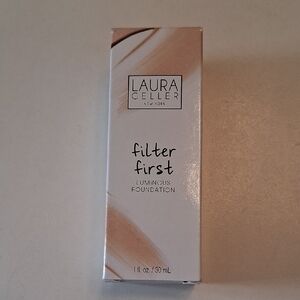 LAURA
GELLER
NEW YORK
filter
first
LUMINOUS
FOUNDATION
1 fl. oz. / 30 mL